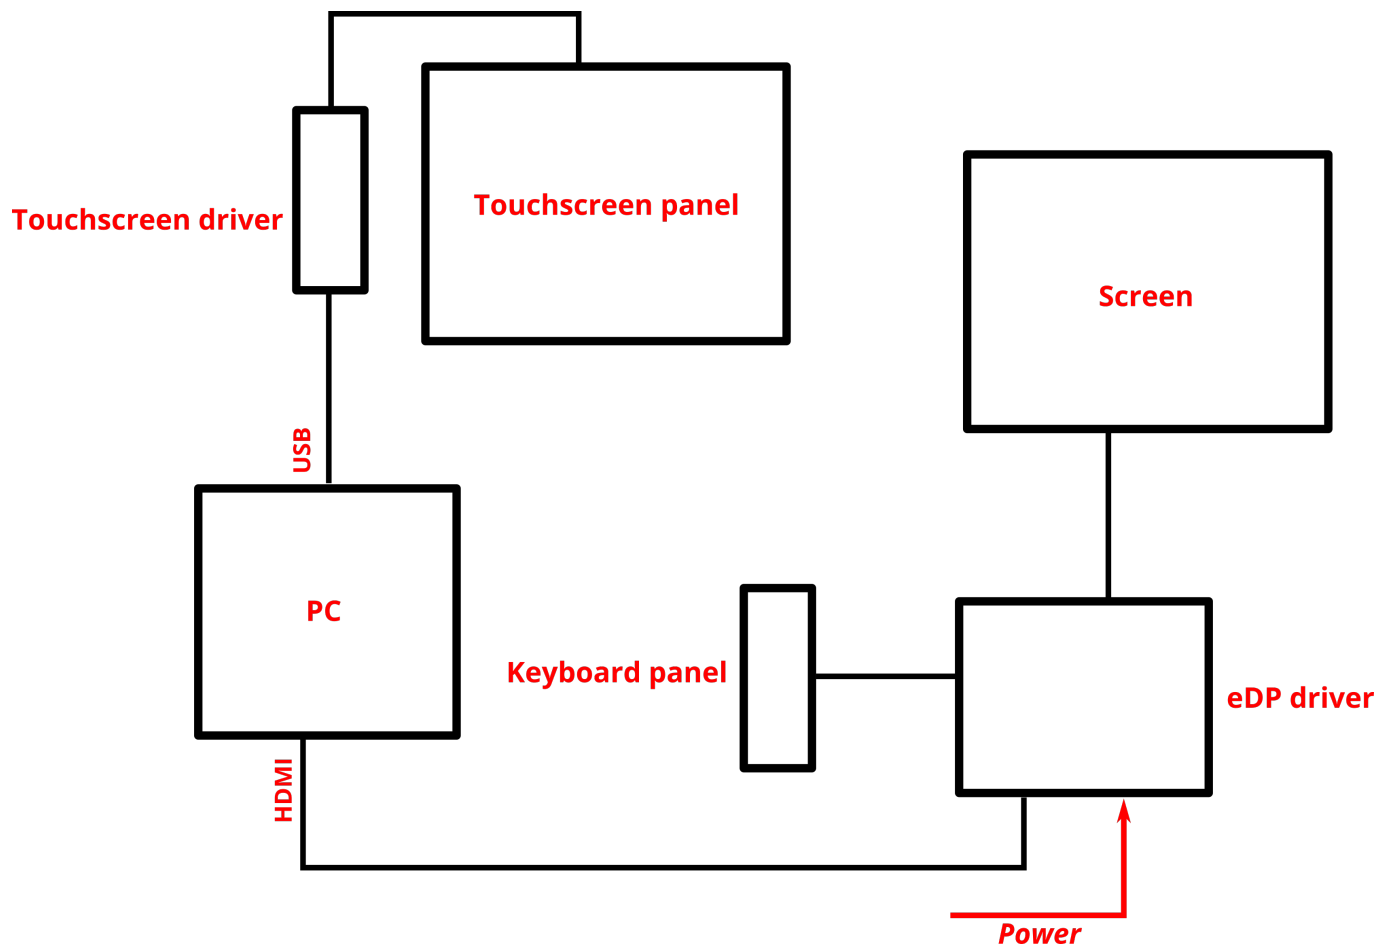 Touchscreen driver
Touchscreen panel
Screen
USB
PC
Keyboard panel
eDP driver
HDMI
Power